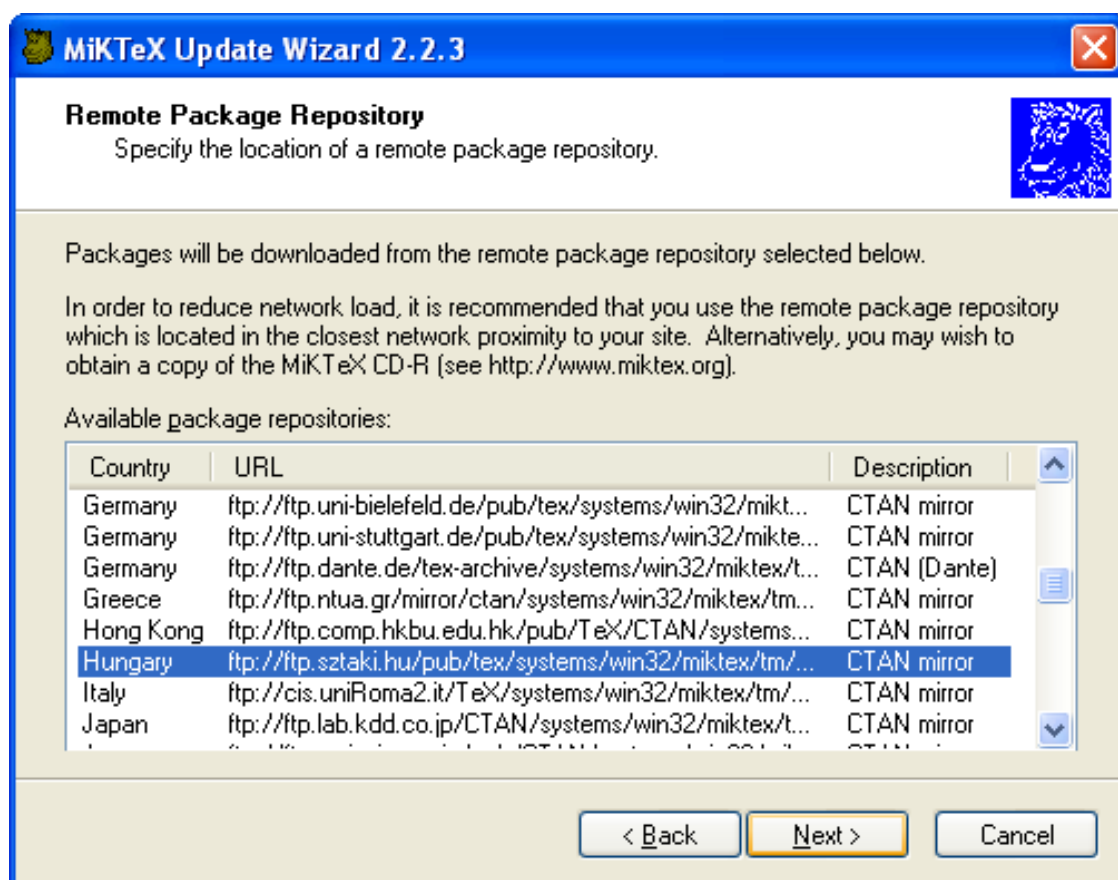 MiKTeX Update Wizard 2.2.3
Remote Package Repository
Specify the location of a remote package repository.
Packages will be downloaded from the remote package repository selected below.
In order to reduce network load, it is recommended that you use the remote package repository
which is located in the closest network proximity to your site.  Alternatively, you may wish to
obtain a copy of the MiKTeX CD-R (see http://www.miktex.org).
Available package repositories:
Country URL Description
Germany ftp://ftp.uni-bielefeld.de/pub/tex/systems/win32/mikt... CTAN mirror
Germany ftp://ftp.uni-stuttgart.de/pub/tex/systems/win32/mikte... CTAN mirror
Germany ftp://ftp.dante.de/tex-archive/systems/win32/miktex/t... CTAN (Dante)
Greece ftp://ftp.ntua.gr/mirror/ctan/systems/win32/miktex/tm... CTAN mirror
Hong Kong ftp://ftp.comp.hkbu.edu.hk/pub/TeX/CTAN/systems... CTAN mirror
Hungary ftp://ftp.sztaki.hu/pub/tex/systems/win32/miktex/tm/... CTAN mirror
Italy ftp://cis.uniRoma2.it/TeX/systems/win32/miktex/tm/... CTAN mirror
Japan ftp://ftp.lab.kdd.co.jp/CTAN/systems/win32/miktex/t... CTAN mirror
< Back Next > Cancel